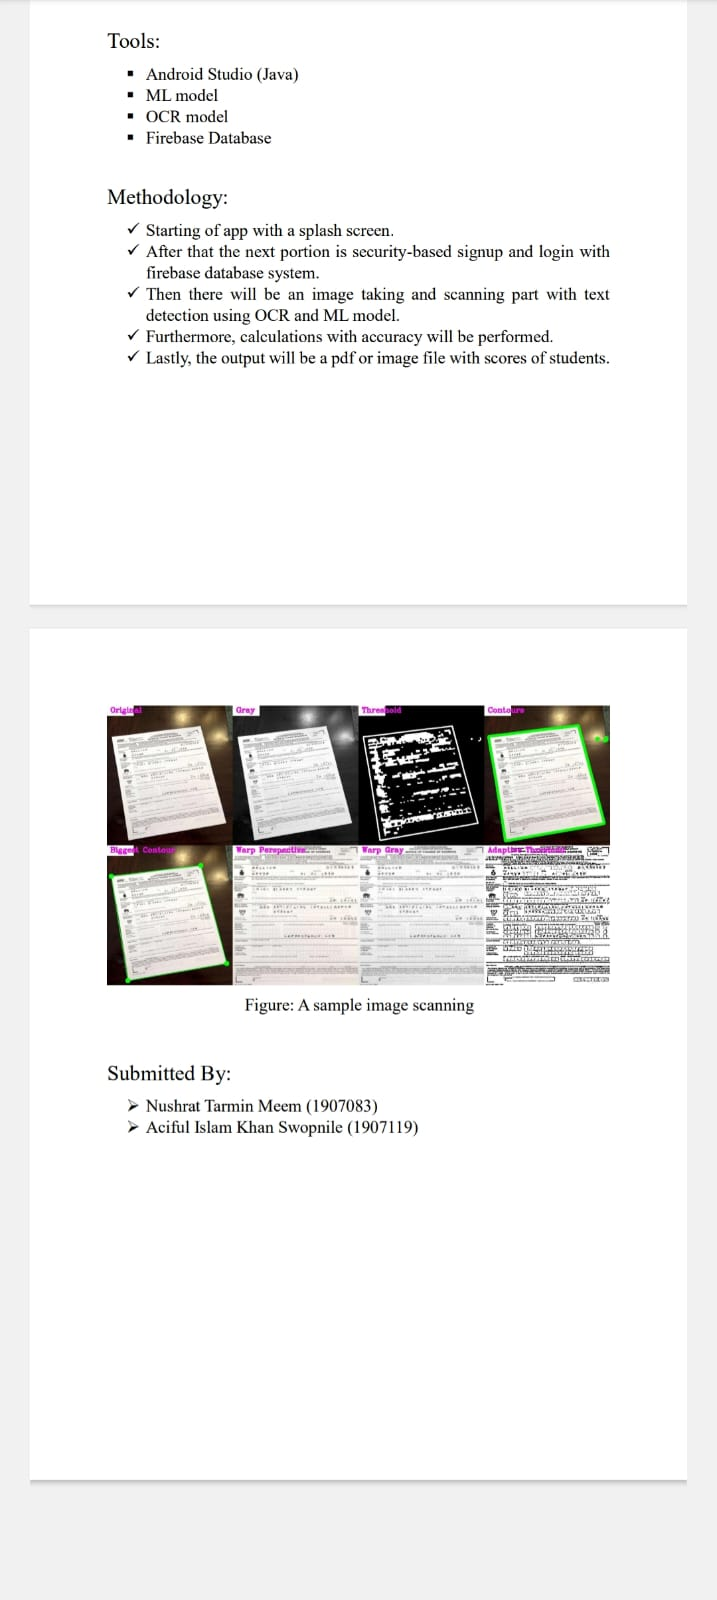 Tools:
▪ Android Studio (Java)
▪ ML model
▪ OCR model
▪ Firebase Database
Methodology:
✓ Starting of app with a splash screen.
✓ After that the next portion is security-based signup and login with
firebase database system.
✓ Then there will be an image taking and scanning part with text
detection using OCR and ML model.
✓ Furthermore, calculations with accuracy will be performed.
✓ Lastly, the output will be a pdf or image file with scores of students.
Original Gray Threshold Contours
Biggest Contour Warp Perspective Warp Gray Adaptive Threshold
Figure: A sample image scanning
Submitted By:
➢ Nushrat Tarmin Meem (1907083)
➢ Aciful Islam Khan Swopnile (1907119)